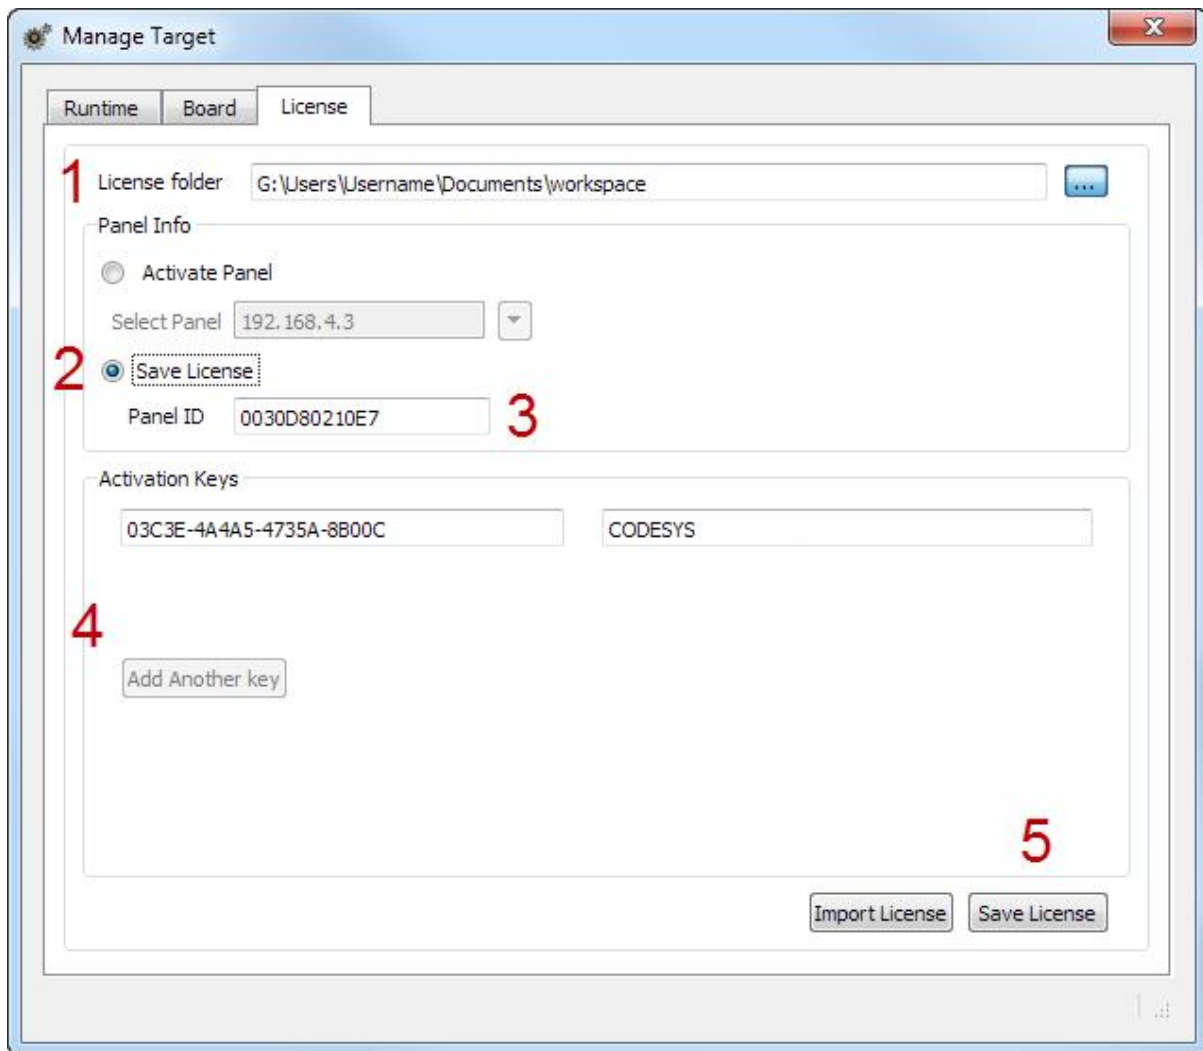 Manage Target
Runtime Board License
1 License folder G:\Users\Username\Documents\workspace ...
Panel Info
Activate Panel
Select Panel 192.168.4.3
2 Save License
Panel ID 0030D80210E7 3
Activation Keys
03C3E-4A4A5-4735A-8B00C CODESYS
4
Add Another key
5
Import License Save License